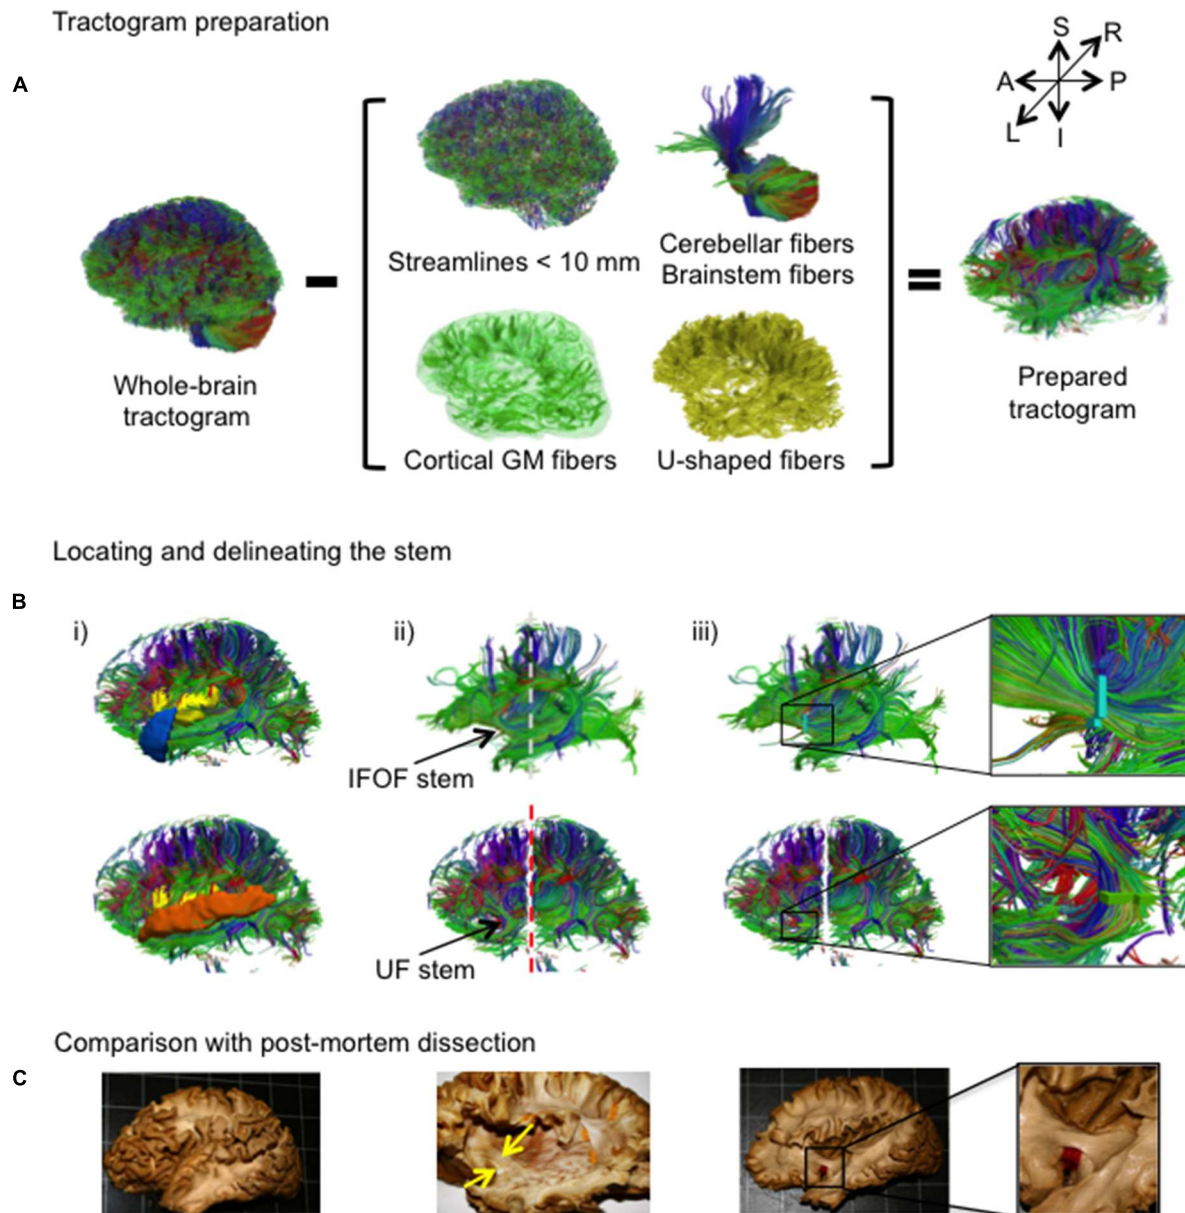 Tractogram preparation
A
S
R
A
P
L
I
Streamlines < 10 mm
Cerebellar fibers
Brainstem fibers
Whole-brain
tractogram
Cortical GM fibers
U-shaped fibers
Prepared
tractogram
Locating and delineating the stem
B
i)
ii)
iii)
IFOF stem
UF stem
Comparison with post-mortem dissection
C